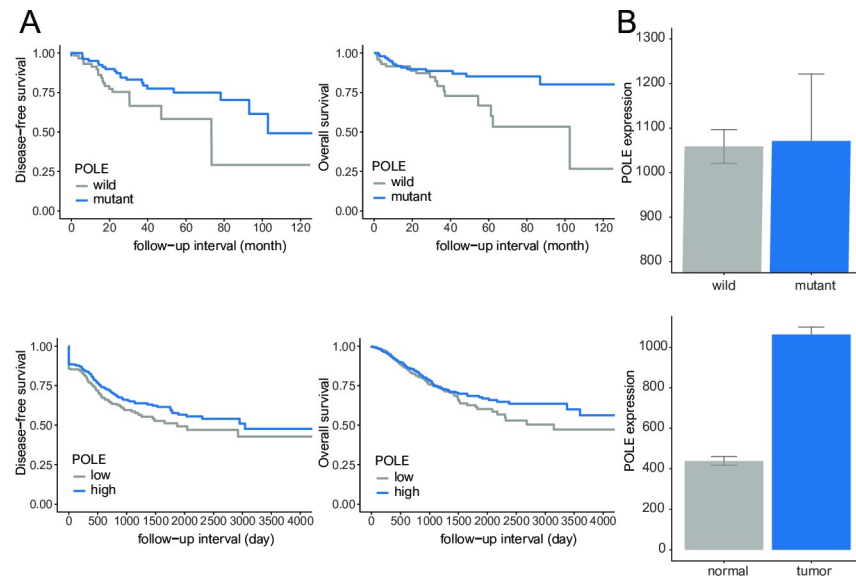 A
B
Disease−free survival
1.00
0.75
0.50
0.25
0.00
POLE
wild
mutant
0 20 40 60 80 100 120
follow−up interval (month)
Overall survival
1.00
0.75
0.50
0.25
0.00
POLE
wild
mutant
0 20 40 60 80 100 120
follow−up interval (month)
POLE expression
1300
1200
1100
1000
900
800
wild mutant
Disease−free survival
1.00
0.75
0.50
0.25
0.00
POLE
low
high
0 500 1000 1500 2000 2500 3000 3500 4000
follow−up interval (day)
Overall survival
1.00
0.75
0.50
0.25
0.00
POLE
low
high
0 500 1000 1500 2000 2500 3000 3500 4000
follow−up interval (day)
POLE expression
1000
800
600
400
200
0
normal tumor